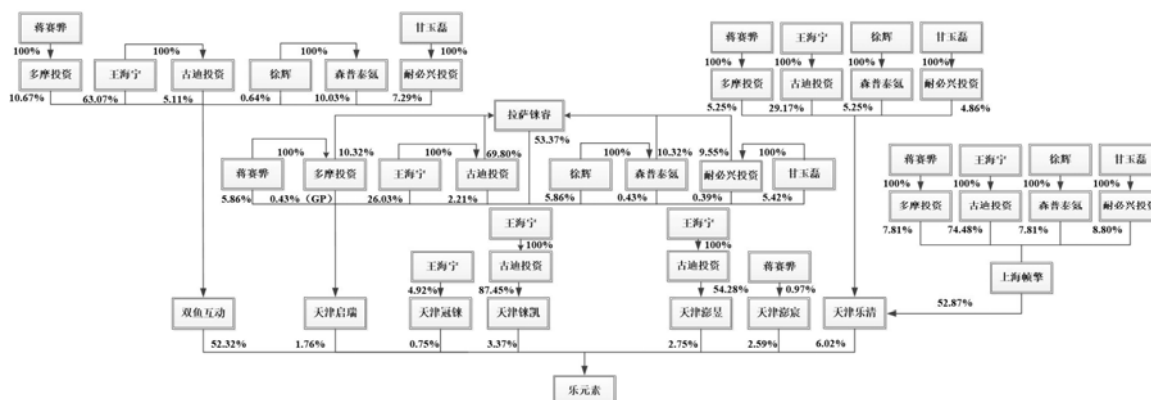 蒋赛弊
甘玉磊
100%
100%
100%
100%
多摩投资
王海宁
古迪投资
徐辉
森普泰氪
耐必兴投资
10.67%
63.07%
5.11%
0.64%
10.03%
7.29%
蒋赛弊
王海宁
徐辉
甘玉磊
100%
100%
100%
100%
多摩投资
古迪投资
森普泰氪
耐必兴投资
5.25%
29.17%
5.25%
4.86%
拉萨铼睿
53.37%
100%
10.32%
100%
69.80%
100%
10.32%
9.55%
100%
蒋赛弊
多摩投资
王海宁
古迪投资
徐辉
森普泰氪
耐必兴投资
甘玉磊
5.86%
0.43%（GP）
26.03%
2.21%
5.86%
0.43%
0.39%
5.42%
蒋赛弊
王海宁
徐辉
甘玉磊
100%
100%
100%
100%
多摩投资
古迪投资
森普泰氪
耐必兴投资
7.81%
74.48%
7.81%
8.80%
王海宁
王海宁
100%
100%
王海宁
古迪投资
古迪投资
蒋赛弊
上海帧擎
4.92%
87.45%
54.28%
0.97%
52.87%
双鱼互动
天津启瑞
天津冠铼
天津铼凯
天津澎昱
天津澎宸
天津乐清
52.32%
1.76%
0.75%
3.37%
2.75%
2.59%
6.02%
乐元素